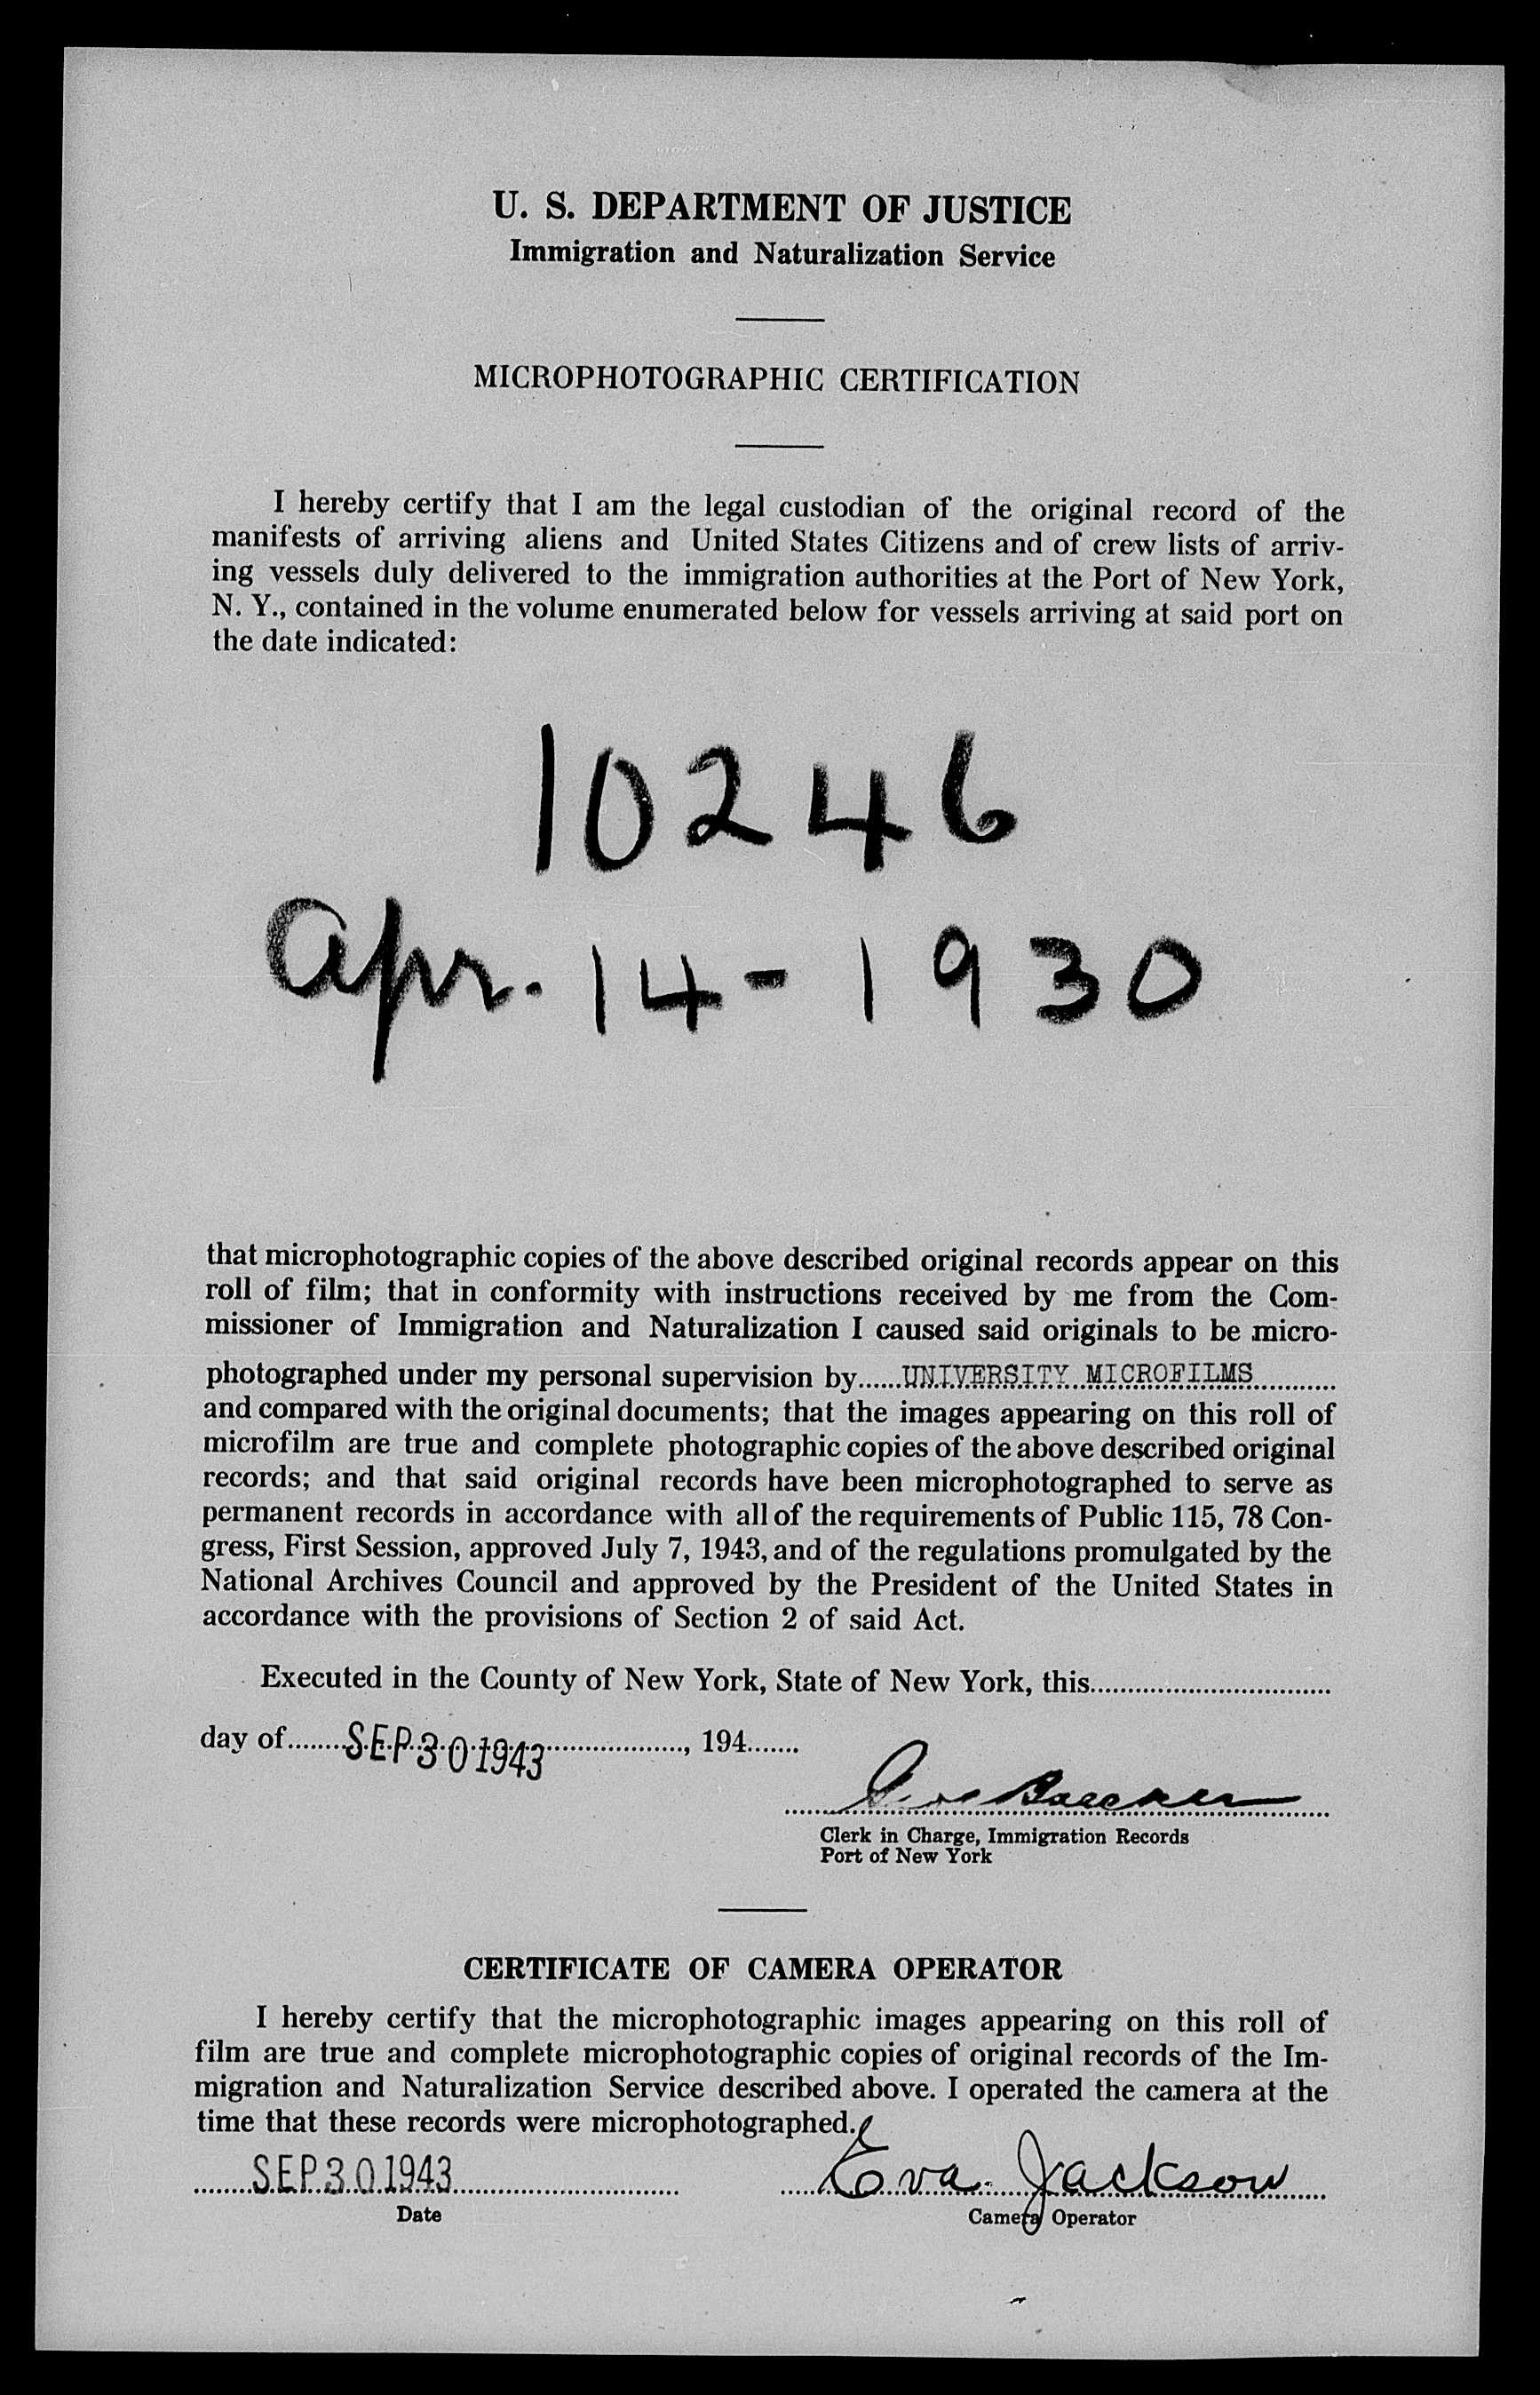 U. S. DEPARTMENT OF JUSTICE
Immigration and Naturalization Service
MICROPHOTOGRAPHIC CERTIFICATION
I hereby certify that I am the legal custodian of the original record of the
manifests of arriving aliens and United States Citizens and of crew lists of arriv-
ing vessels duly delivered to the immigration authorities at the Port of New York,
N. Y., contained in the volume enumerated below for vessels arriving at said port on
the date indicated:
10246
Apr. 14-1930
that microphotographic copies of the above described original records appear on this
roll of film; that in conformity with instructions received by me from the Com-
missioner of Immigration and Naturalization I caused said originals to be micro-
photographed under my personal supervision by......UNIVERSITY MICROFILMS............
and compared with the original documents; that the images appearing on this roll of
microfilm are true and complete photographic copies of the above described original
records; and that said original records have been microphotographed to serve as
permanent records in accordance with all of the requirements of Public 115, 78 Con-
gress, First Session, approved July 7, 1943, and of the regulations promulgated by the
National Archives Council and approved by the President of the United States in
accordance with the provisions of Section 2 of said Act.
Executed in the County of New York, State of New York, this................................
day of........SEP 30 1943..................., 194.......
Clerk in Charge, Immigration Records
Port of New York
CERTIFICATE OF CAMERA OPERATOR
I hereby certify that the microphotographic images appearing on this roll of
film are true and complete microphotographic copies of original records of the Im-
migration and Naturalization Service described above. I operated the camera at the
time that these records were microphotographed.
SEP 30 1943 Eva Jackson
Date Camera Operator